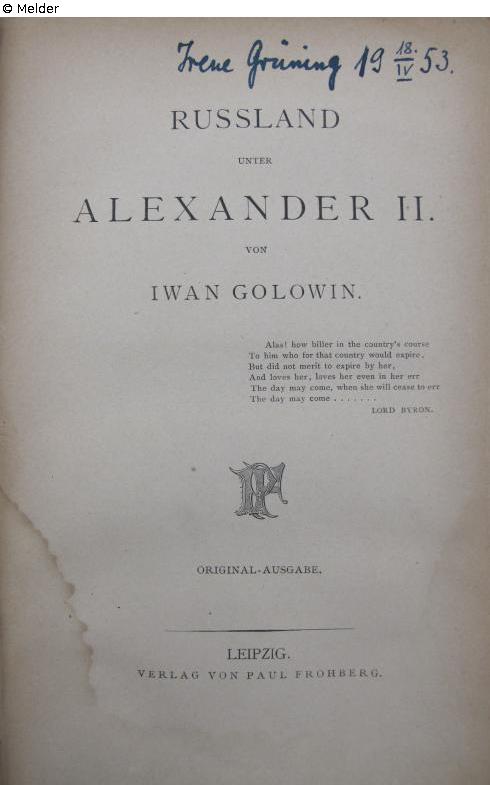 © Melder
Irene Grüning 19 18./IV 53.
RUSSLAND
UNTER
ALEXANDER II.
VON
IWAN GOLOWIN.
Alas! how biller in the country's course
To him who for that country would expire,
But did not merit to expire by her,
And loves her, loves her even in her err
The day may come, when she will cease to err
The day may come . . . . . . .
LORD BYRON.
ORIGINAL-AUSGABE.
LEIPZIG.
VERLAG VON PAUL FROHBERG.